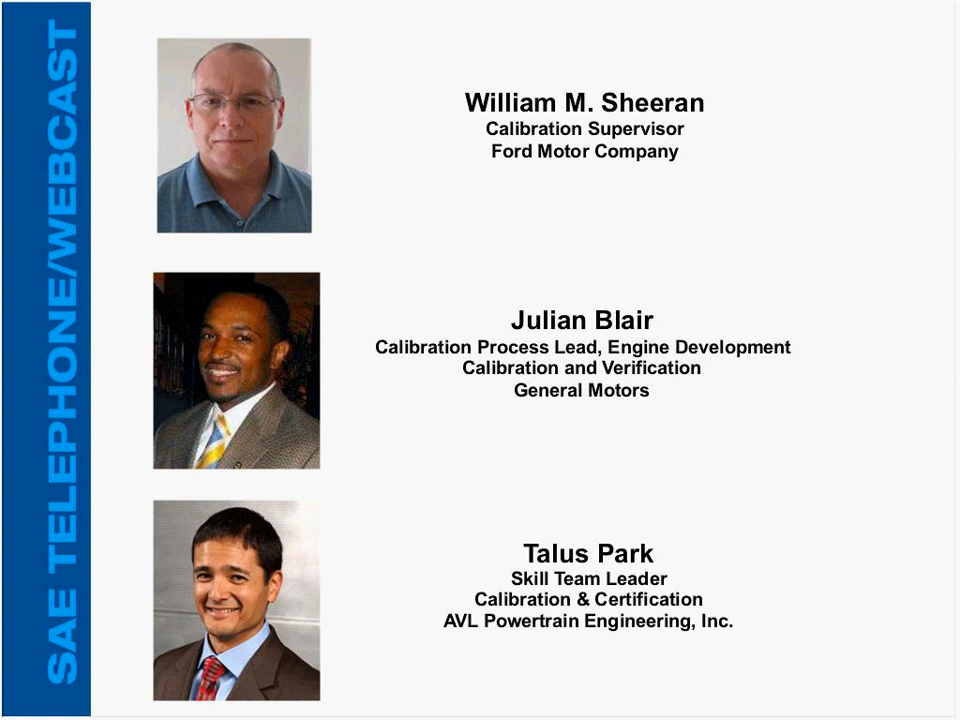 SAE TELEPHONE/WEBCAST
William M. Sheeran
Calibration Supervisor
Ford Motor Company
Julian Blair
Calibration Process Lead, Engine Development
Calibration and Verification
General Motors
Talus Park
Skill Team Leader
Calibration & Certification
AVL Powertrain Engineering, Inc.